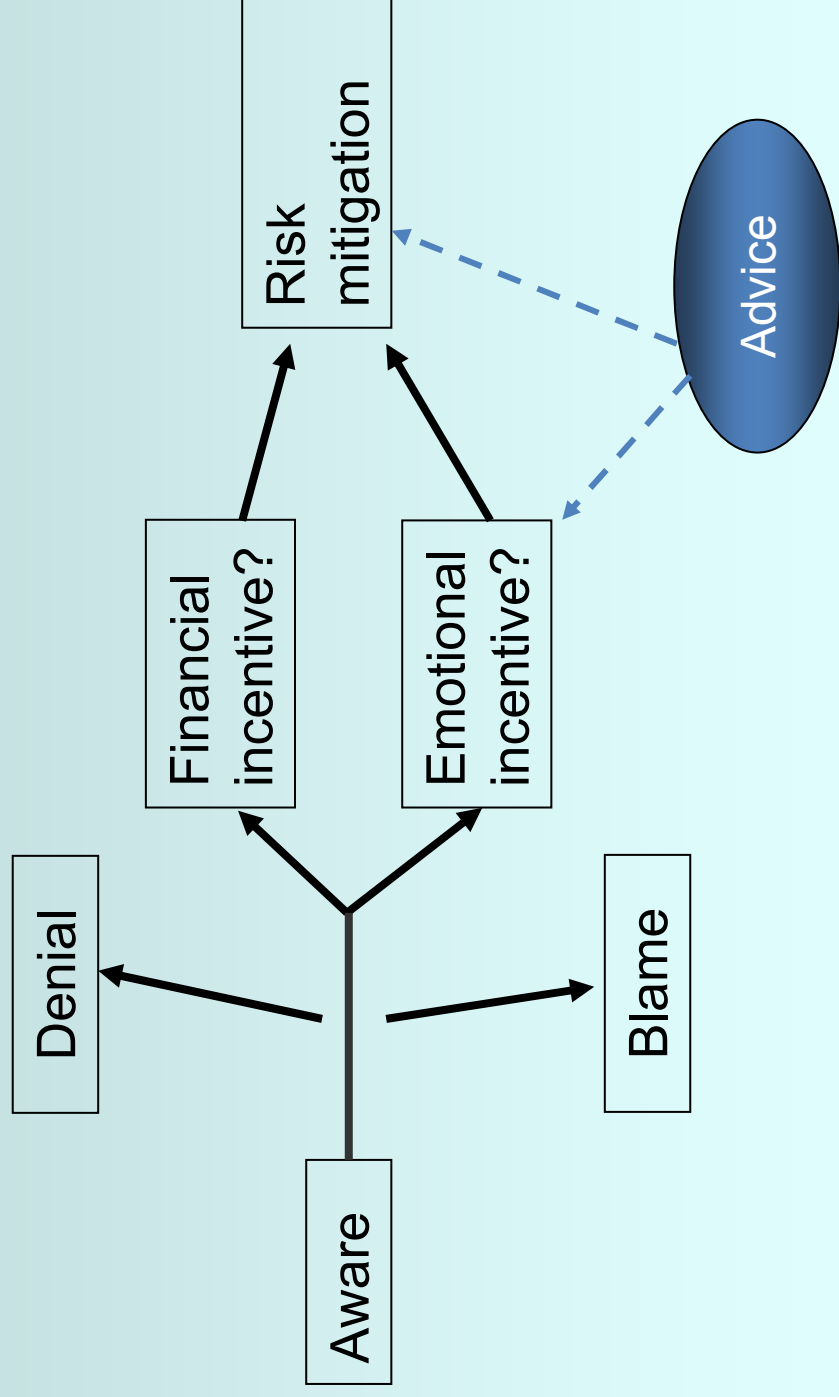 Aware
Denial
Blame
Financial
incentive?
Emotional
incentive?
Risk
mitigation
Advice